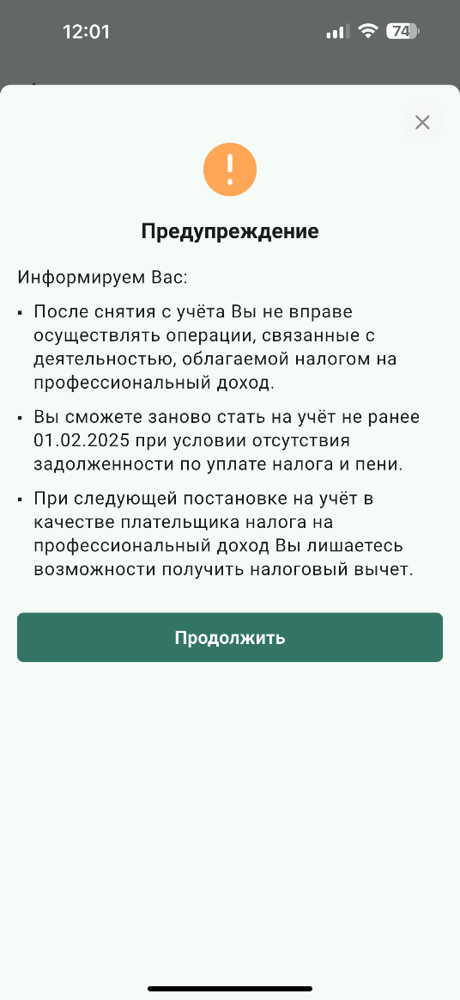 12:01
74
Предупреждение
Информируем Вас:
▪ После снятия с учёта Вы не вправе
осуществлять операции, связанные с
деятельностью, облагаемой налогом на
профессиональный доход.
▪ Вы сможете заново стать на учёт не ранее
01.02.2025 при условии отсутствия
задолженности по уплате налога и пени.
▪ При следующей постановке на учёт в
качестве плательщика налога на
профессиональный доход Вы лишаетесь
возможности получить налоговый вычет.
Продолжить